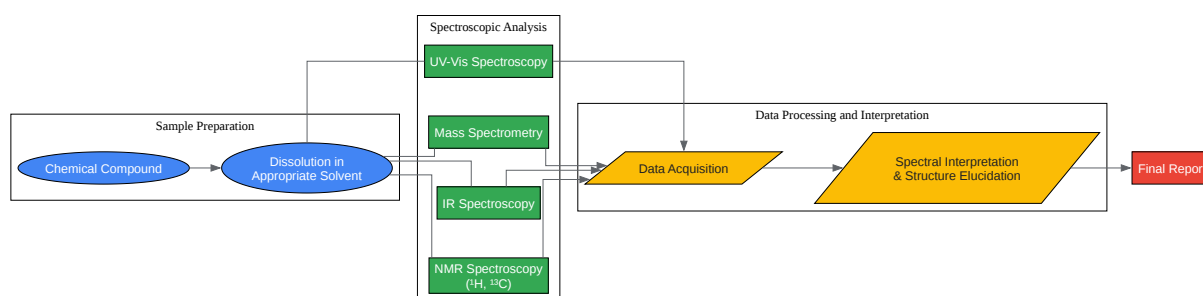 Sample Preparation
Chemical Compound
Dissolution in
Appropriate Solvent
Spectroscopic Analysis
UV-Vis Spectroscopy
Mass Spectrometry
IR Spectroscopy
NMR Spectroscopy
(¹H, ¹³C)
Data Processing and Interpretation
Data Acquisition
Spectral Interpretation
& Structure Elucidation
Final Report